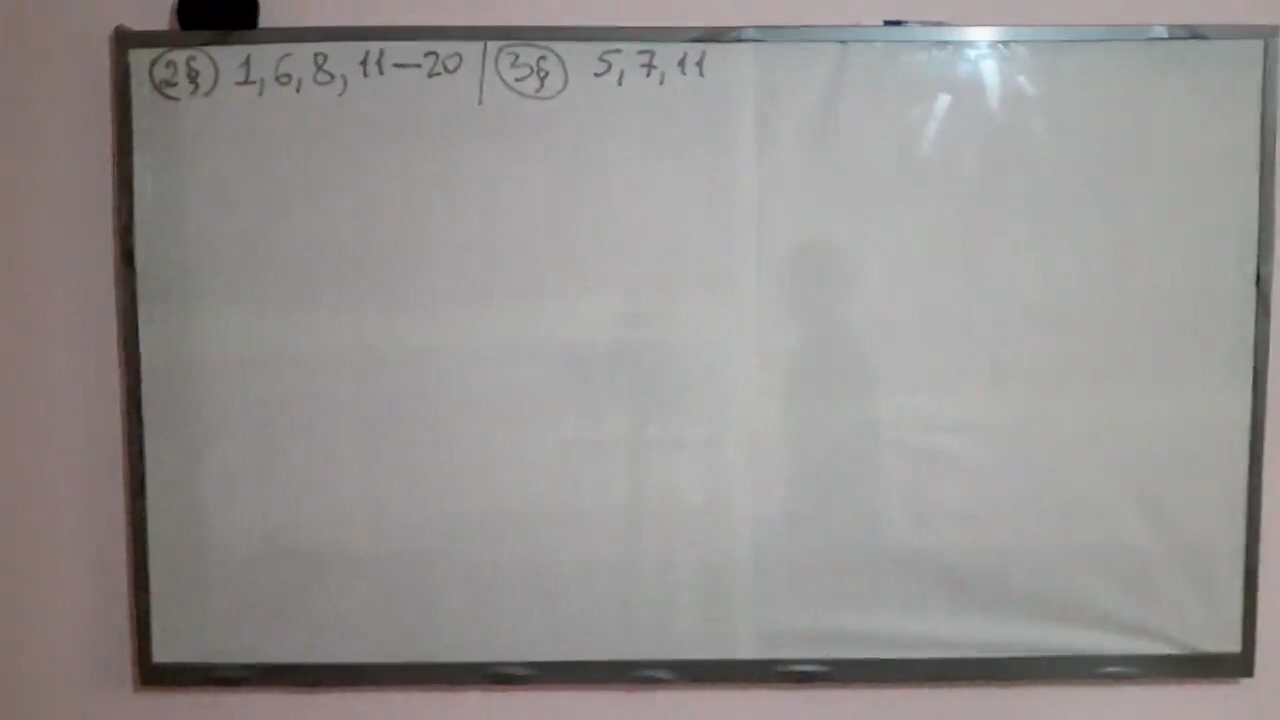 2§ 1, 6, 8, 11—20 | 3§ 5, 7, 11